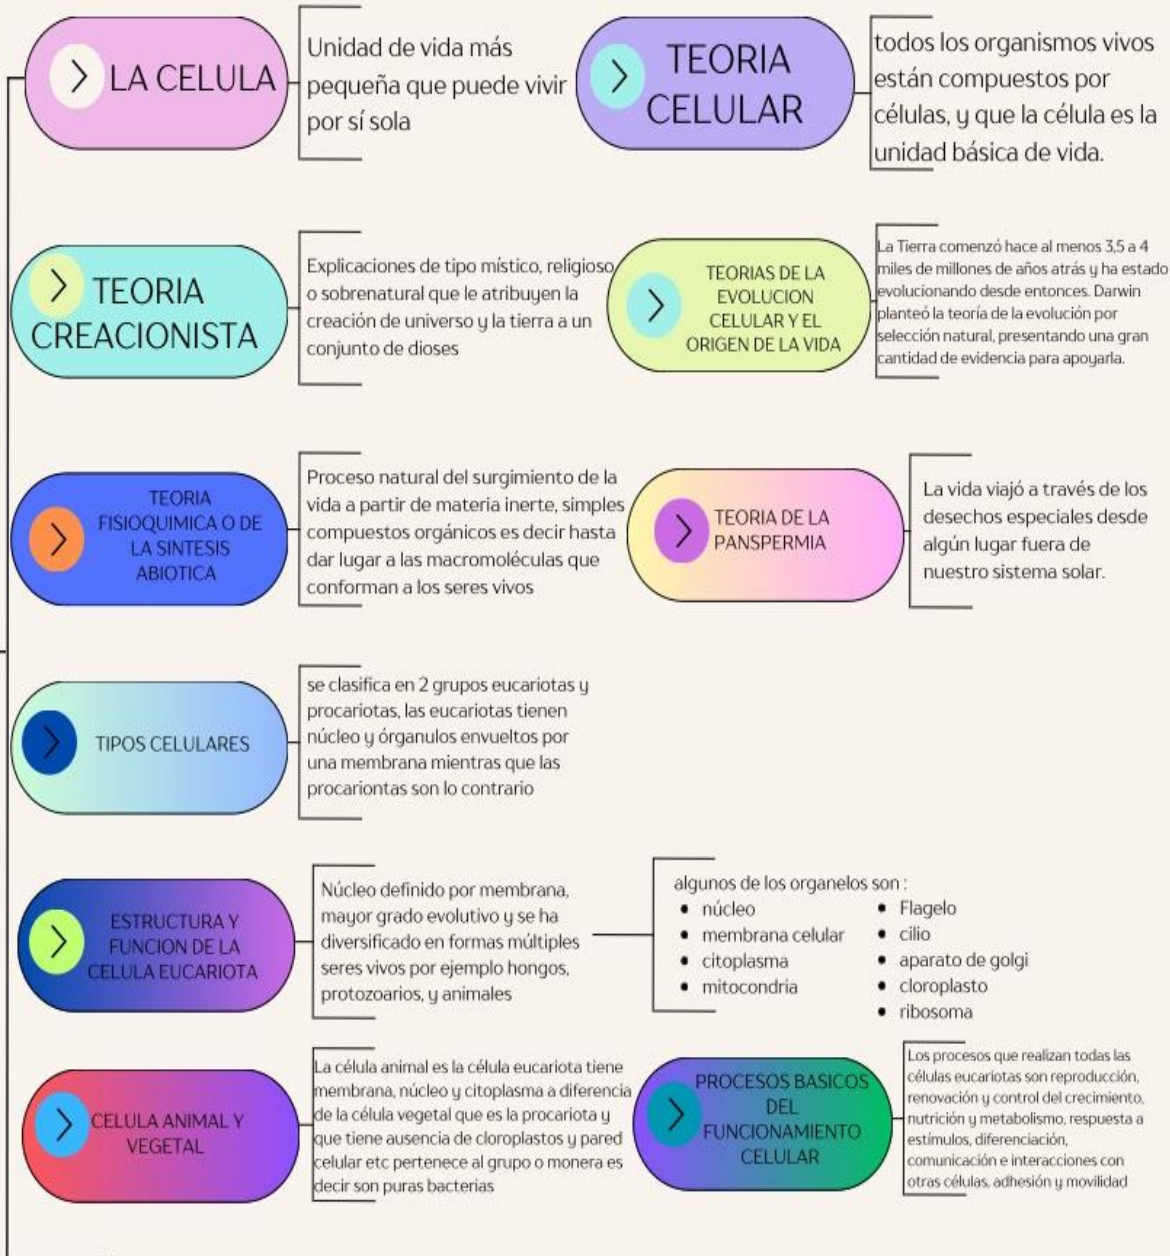 LA CELULA
Unidad de vida más
pequeña que puede vivir
por sí sola
TEORIA
CELULAR
todos los organismos vivos
están compuestos por
células, y que la célula es la
unidad básica de vida.
TEORIA
CREACIONISTA
Explicaciones de tipo místico, religioso
o sobrenatural que le atribuyen la
creación de universo y la tierra a un
conjunto de dioses
TEORIAS DE LA
EVOLUCION
CELULAR Y EL
ORIGEN DE LA VIDA
La Tierra comenzó hace al menos 3,5 a 4
miles de millones de años atrás y ha estado
evolucionando desde entonces. Darwin
planteó la teoría de la evolución por
selección natural, presentando una gran
cantidad de evidencia para apoyarla.
TEORIA
FISIOQUIMICA O DE
LA SINTESIS
ABIOTICA
Proceso natural del surgimiento de la
vida a partir de materia inerte, simples
compuestos orgánicos es decir hasta
dar lugar a las macromoléculas que
conforman a los seres vivos
TEORIA DE LA
PANSPERMIA
La vida viajó a través de los
desechos especiales desde
algún lugar fuera de
nuestro sistema solar.
TIPOS CELULARES
se clasifica en 2 grupos eucariotas y
procariotas, las eucariotas tienen
núcleo y órganulos envueltos por
una membrana mientras que las
procariontas son lo contrario
ESTRUCTURA Y
FUNCION DE LA
CELULA EUCARIOTA
Núcleo definido por membrana,
mayor grado evolutivo y se ha
diversificado en formas múltiples
seres vivos por ejemplo hongos,
protozoarios, y animales
algunos de los organelos son :
• núcleo
• membrana celular
• citoplasma
• mitocondria
• Flagelo
• cilio
• aparato de golgi
• cloroplasto
• ribosoma
CELULA ANIMAL Y
VEGETAL
La célula animal es la célula eucariota tiene
membrana, núcleo y citoplasma a diferencia
de la célula vegetal que es la procariota y
que tiene ausencia de cloroplastos y pared
celular etc pertenece al grupo o monera es
decir son puras bacterias
PROCESOS BASICOS
DEL
FUNCIONAMIENTO
CELULAR
Los procesos que realizan todas las
células eucariotas son reproducción,
renovación y control del crecimiento,
nutrición y metabolismo, respuesta a
estímulos, diferenciación,
comunicación e interacciones con
otras células, adhesión y movilidad